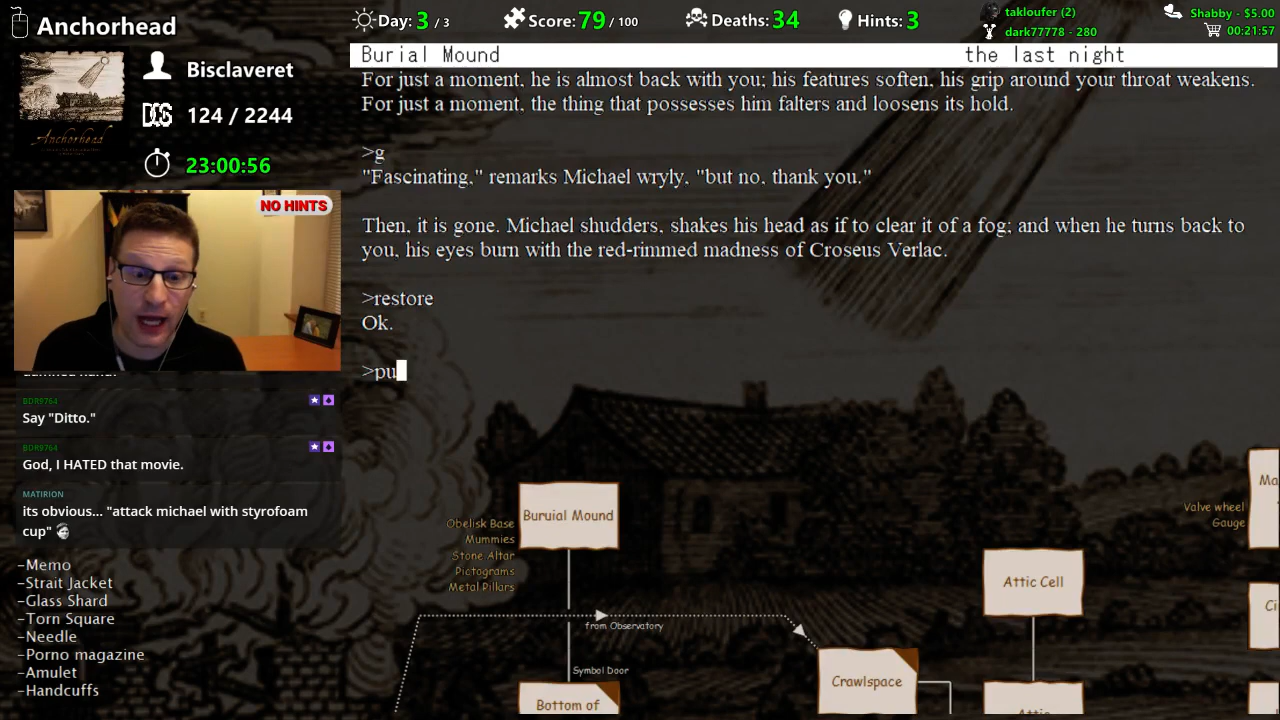 Anchorhead
Day: 3 / 3
Score: 79 / 100
Deaths: 34
Hints: 3
takloufer (2)
dark77778 - 280
Shabby - $5.00
00:21:57
Anchorhead
Bisclaveret
DGS
124 / 2244
23:00:56
NO HINTS
Burial Mound the last night
For just a moment, he is almost back with you; his features soften, his grip around your throat weakens.
For just a moment, the thing that possesses him falters and loosens its hold.
>g
"Fascinating," remarks Michael wryly, "but no, thank you."
Then, it is gone. Michael shudders, shakes his head as if to clear it of a fog; and when he turns back to
you, his eyes burn with the red-rimmed madness of Croseus Verlac.
>restore
Ok.
>pu
BDR9764
Say "Ditto."
BDR9764
God, I HATED that movie.
MATIRION
its obvious... "attack michael with styrofoam
cup"
-Memo
-Strait Jacket
-Glass Shard
-Torn Square
-Needle
-Porno magazine
-Amulet
-Handcuffs
Buruial Mound
Obelisk Base
Mummies
Stone Altar
Pictograms
Metal Pillars
from Observatory
Symbol Door
Bottom of
Crawlspace
Attic Cell
Attic
Valve wheel
Gauge
Ma
Ci